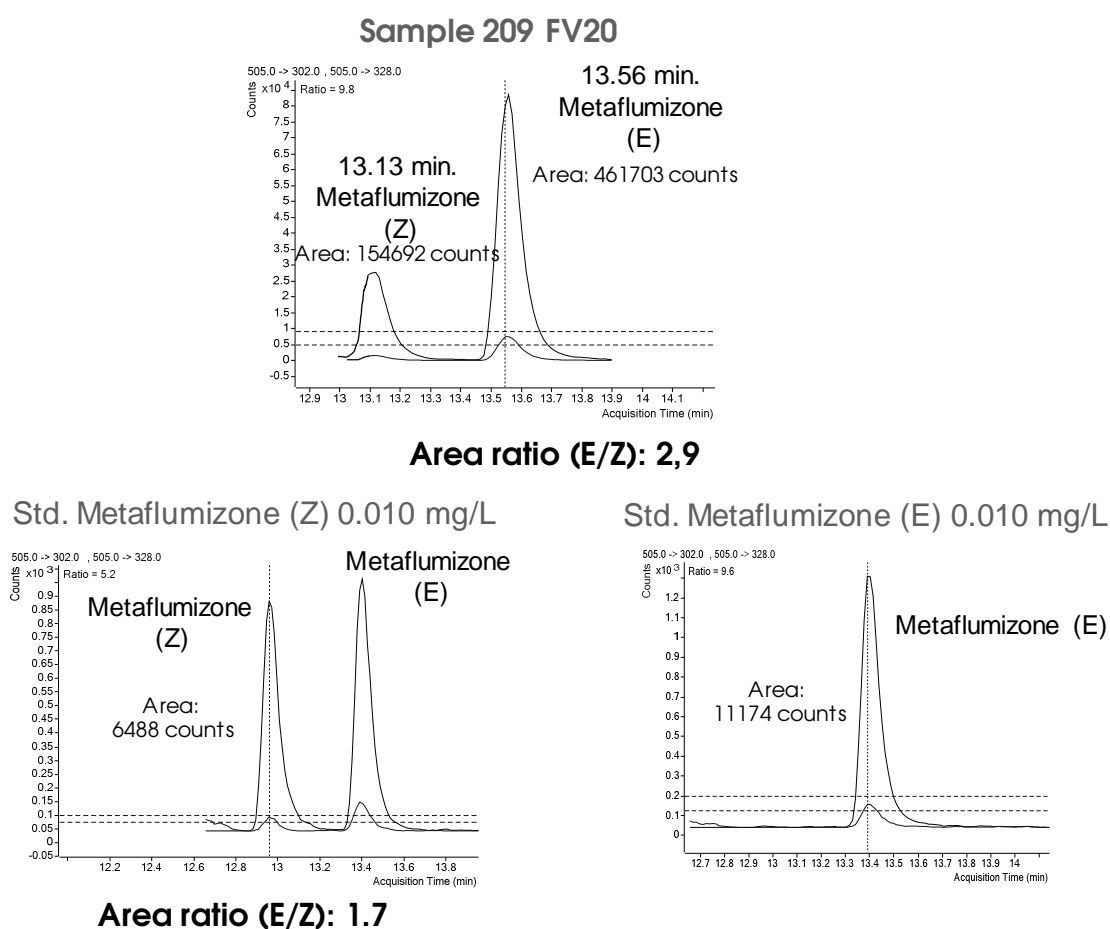 Sample 209 FV20
505.0 -> 302.0 , 505.0 -> 328.0
Counts
x10 4
Ratio = 9.8
8
7.5
7
6.5
6
5.5
5
4.5
4
3.5
3
2.5
2
1.5
1
0.5
0
-0.5
13.13 min.
Metaflumizone
(Z)
Area: 154692 counts
13.56 min.
Metaflumizone
(E)
Area: 461703 counts
12.9 13 13.1 13.2 13.3 13.4 13.5 13.6 13.7 13.8 13.9 14 14.1
Acquisition Time (min)
Area ratio (E/Z): 2,9
Std. Metaflumizone (Z) 0.010 mg/L
505.0 -> 302.0 , 505.0 -> 328.0
Counts
x10 3
Ratio = 5.2
0.9
0.85
0.8
0.75
0.7
0.65
0.6
0.55
0.5
0.45
0.4
0.35
0.3
0.25
0.2
0.15
0.1
0.05
0
-0.05
Metaflumizone
(Z)
Area:
6488 counts
Metaflumizone
(E)
12.2 12.4 12.6 12.8 13 13.2 13.4 13.6 13.8
Acquisition Time (min)
Area ratio (E/Z): 1.7
Std. Metaflumizone (E) 0.010 mg/L
505.0 -> 302.0 , 505.0 -> 328.0
Counts
x10 3
Ratio = 9.6
1.2
1.1
1
0.9
0.8
0.7
0.6
0.5
0.4
0.3
0.2
0.1
0
Metaflumizone (E)
Area:
11174 counts
12.7 12.8 12.9 13 13.1 13.2 13.3 13.4 13.5 13.6 13.7 13.8 13.9 14
Acquisition Time (min)